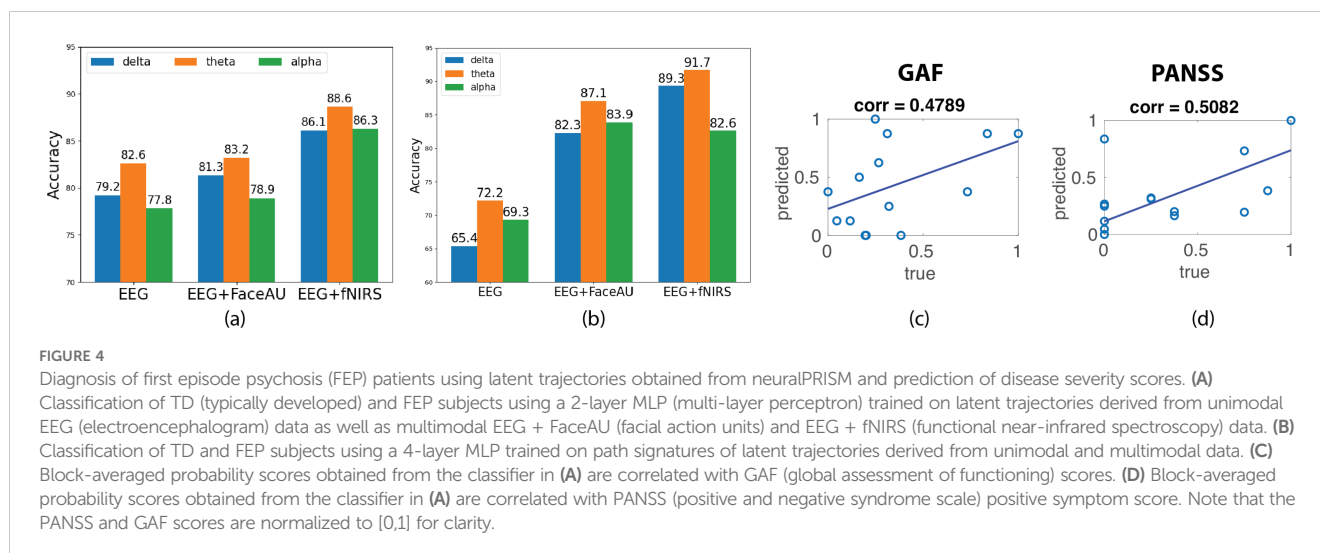 95
90
85
80
75
70
Accuracy
delta theta alpha
79.2 82.6 77.8
81.3 83.2 78.9
86.1 88.6 86.3
EEG EEG+FaceAU EEG+fNIRS
(a)
95
90
85
80
75
70
65
60
Accuracy
delta
theta
alpha
65.4 72.2 69.3
82.3 87.1 83.9
89.3 91.7 82.6
EEG EEG+FaceAU EEG+fNIRS
(b)
GAF
corr = 0.4789
1
0.5
0
predicted
0 0.5 1
true
(c)
PANSS
corr = 0.5082
1
0.5
0
predicted
0 0.5 1
true
(d)
FIGURE 4
Diagnosis of first episode psychosis (FEP) patients using latent trajectories obtained from neuralPRISM and prediction of disease severity scores. (A)
Classification of TD (typically developed) and FEP subjects using a 2-layer MLP (multi-layer perceptron) trained on latent trajectories derived from unimodal
EEG (electroencephalogram) data as well as multimodal EEG + FaceAU (facial action units) and EEG + fNIRS (functional near-infrared spectroscopy) data. (B)
Classification of TD and FEP subjects using a 4-layer MLP trained on path signatures of latent trajectories derived from unimodal and multimodal data. (C)
Block-averaged probability scores obtained from the classifier in (A) are correlated with GAF (global assessment of functioning) scores. (D) Block-averaged
probability scores obtained from the classifier in (A) are correlated with PANSS (positive and negative syndrome scale) positive symptom score. Note that the
PANSS and GAF scores are normalized to [0,1] for clarity.